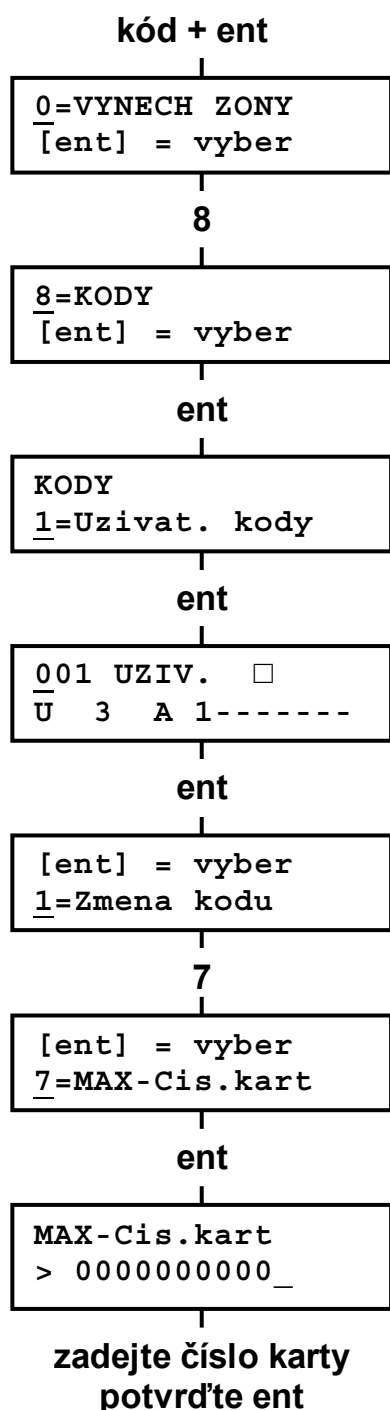 kód + ent
0=VYNECH ZONY
[ent] = vyber
8
8=KODY
[ent] = vyber
ent
KODY
1=Uzivat. kody
ent
001 UZIV. □
U 3 A 1-------
ent
[ent] = vyber
1=Zmena kodu
7
[ent] = vyber
7=MAX-Cis.kart
ent
MAX-Cis.kart
> 0000000000_
zadejte číslo karty
potvrďte ent